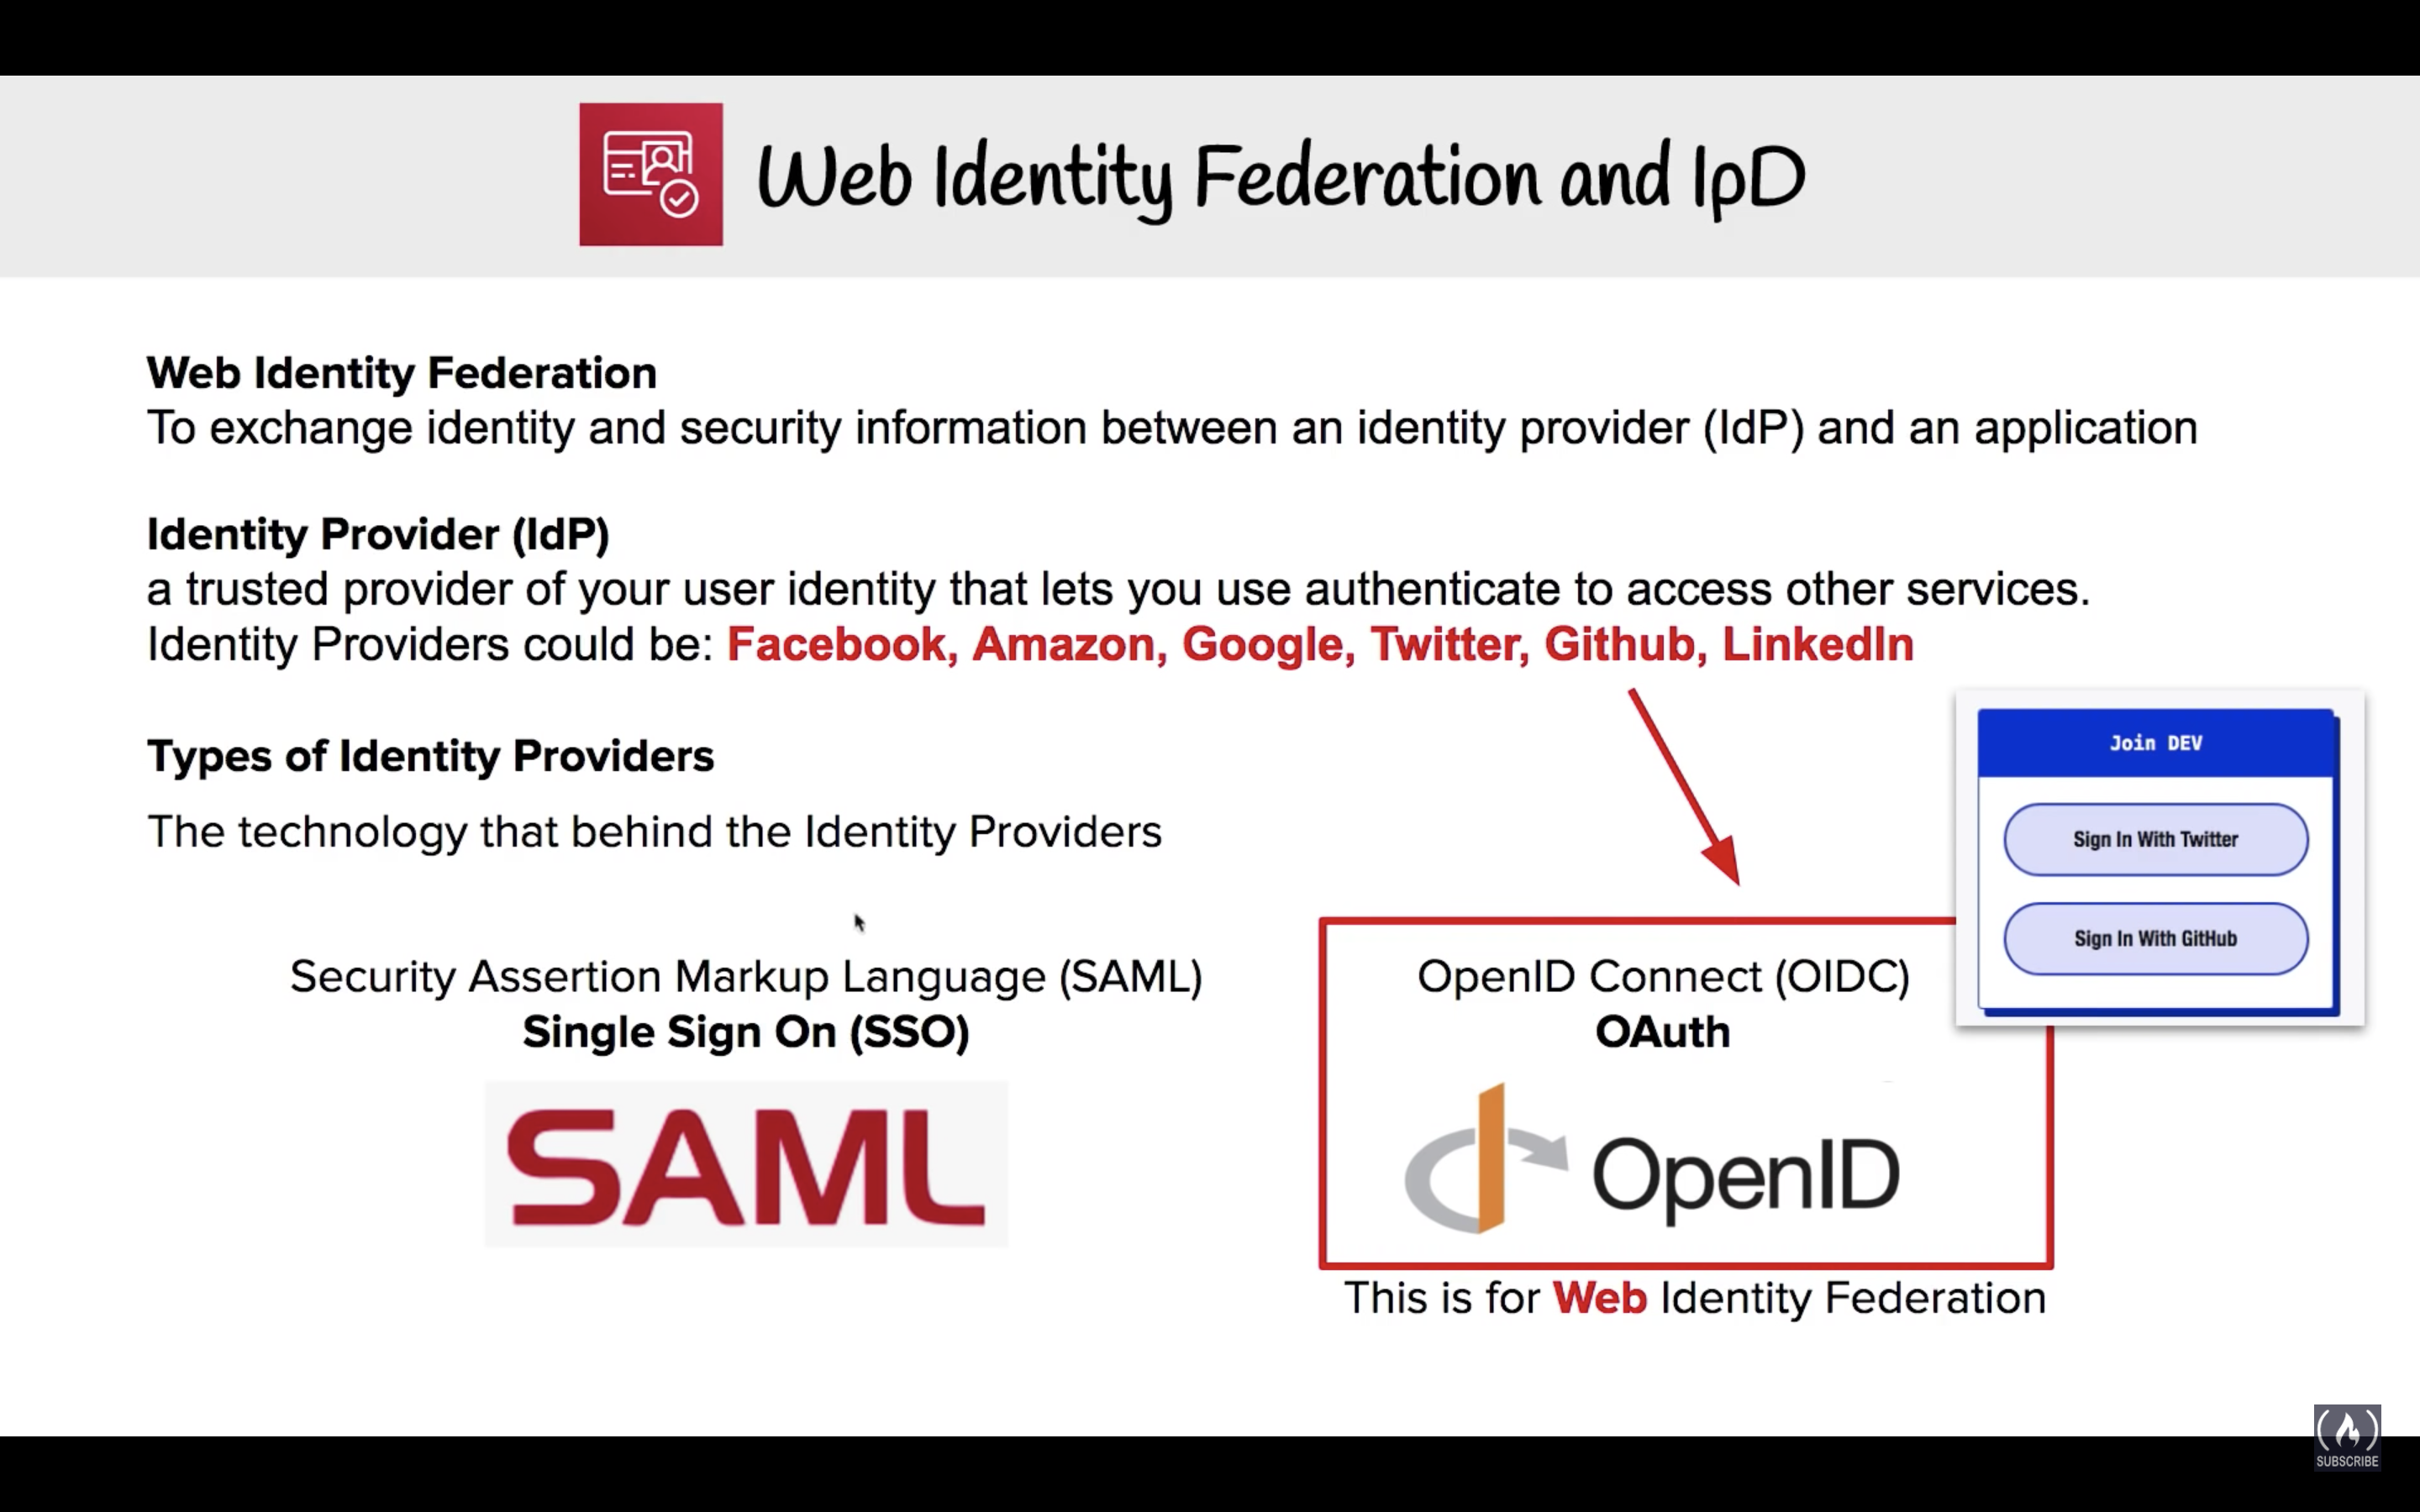 Web Identity Federation and IpD
Web Identity Federation
To exchange identity and security information between an identity provider (IdP) and an application
Identity Provider (IdP)
a trusted provider of your user identity that lets you use authenticate to access other services.
Identity Providers could be: Facebook, Amazon, Google, Twitter, Github, LinkedIn
Types of Identity Providers
The technology that behind the Identity Providers
Security Assertion Markup Language (SAML)
Single Sign On (SSO)
SAML
Join DEV
Sign In With Twitter
Sign In With GitHub
OpenID Connect (OIDC)
OAuth
OpenID
This is for Web Identity Federation
SUBSCRIBE